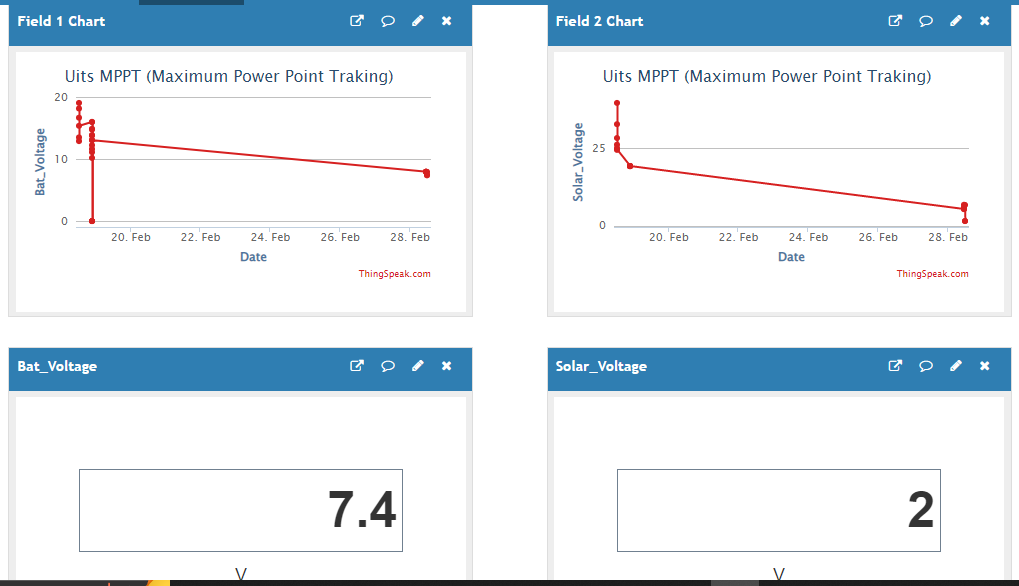 Field 1 Chart
Uits MPPT (Maximum Power Point Traking)
20
10
0
Bat_Voltage
20. Feb 22. Feb 24. Feb 26. Feb 28. Feb
Date
ThingSpeak.com
Field 2 Chart
Uits MPPT (Maximum Power Point Traking)
25
0
Solar_Voltage
20. Feb 22. Feb 24. Feb 26. Feb 28. Feb
Date
ThingSpeak.com
Bat_Voltage
7.4
V
Solar_Voltage
2
V